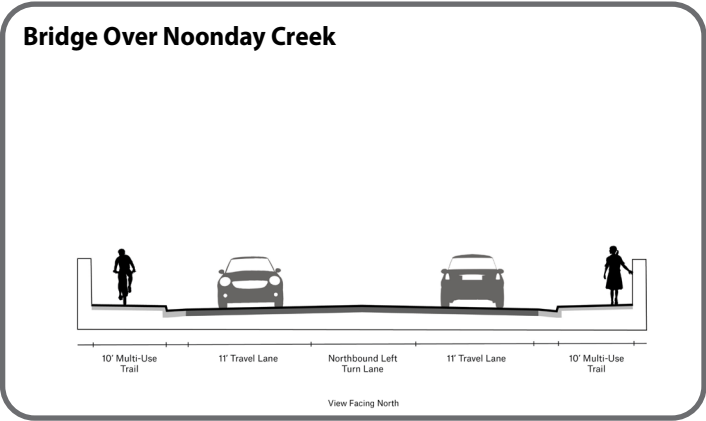 Bridge Over Noonday Creek
10’ Multi-Use
Trail
11’ Travel Lane
Northbound Left
Turn Lane
11’ Travel Lane
10’ Multi-Use
Trail
View Facing North